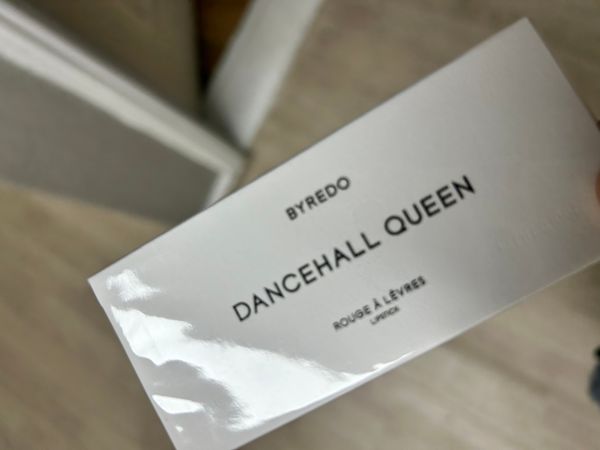 BYREDO
DANCEHALL QUEEN
ROUGE À LÈVRES
LIPSTICK